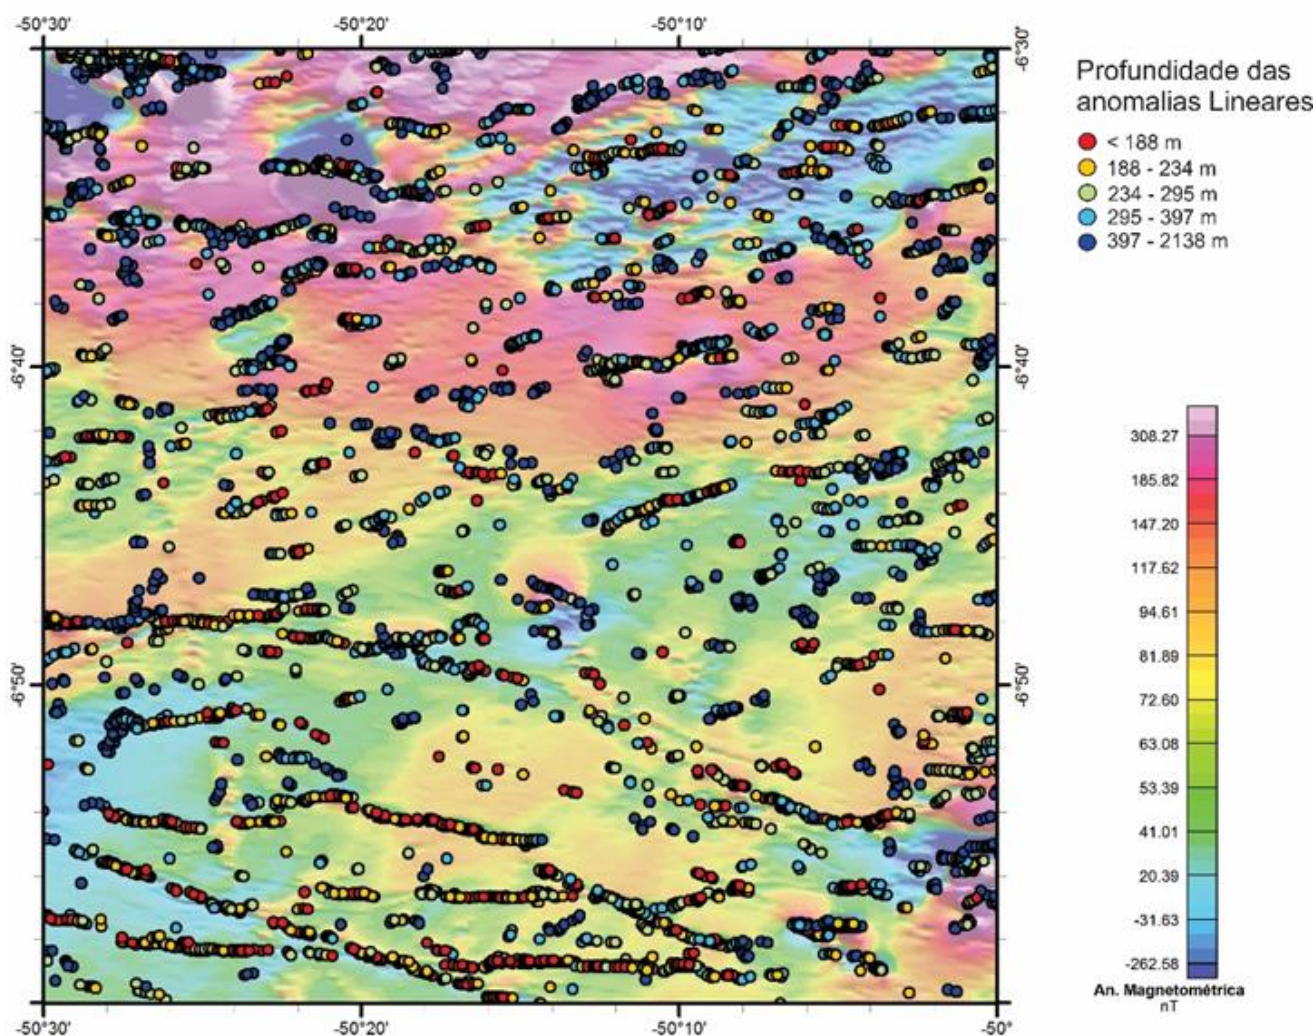 -50°30' -50°20' -50°10' -50°
-6°30' -6°30'
Profundidade das
anomalias Lineares
< 188 m
188 - 234 m
234 - 295 m
295 - 397 m
397 - 2138 m
-6°40' -6°40'
308.27
185.82
147.20
117.62
94.61
81.89
72.60
63.08
53.39
41.01
20.39
-31.63
-262.58
An. Magnetométrica
nT
-6°50' -6°50'
-50°30' -50°20' -50°10' -50°